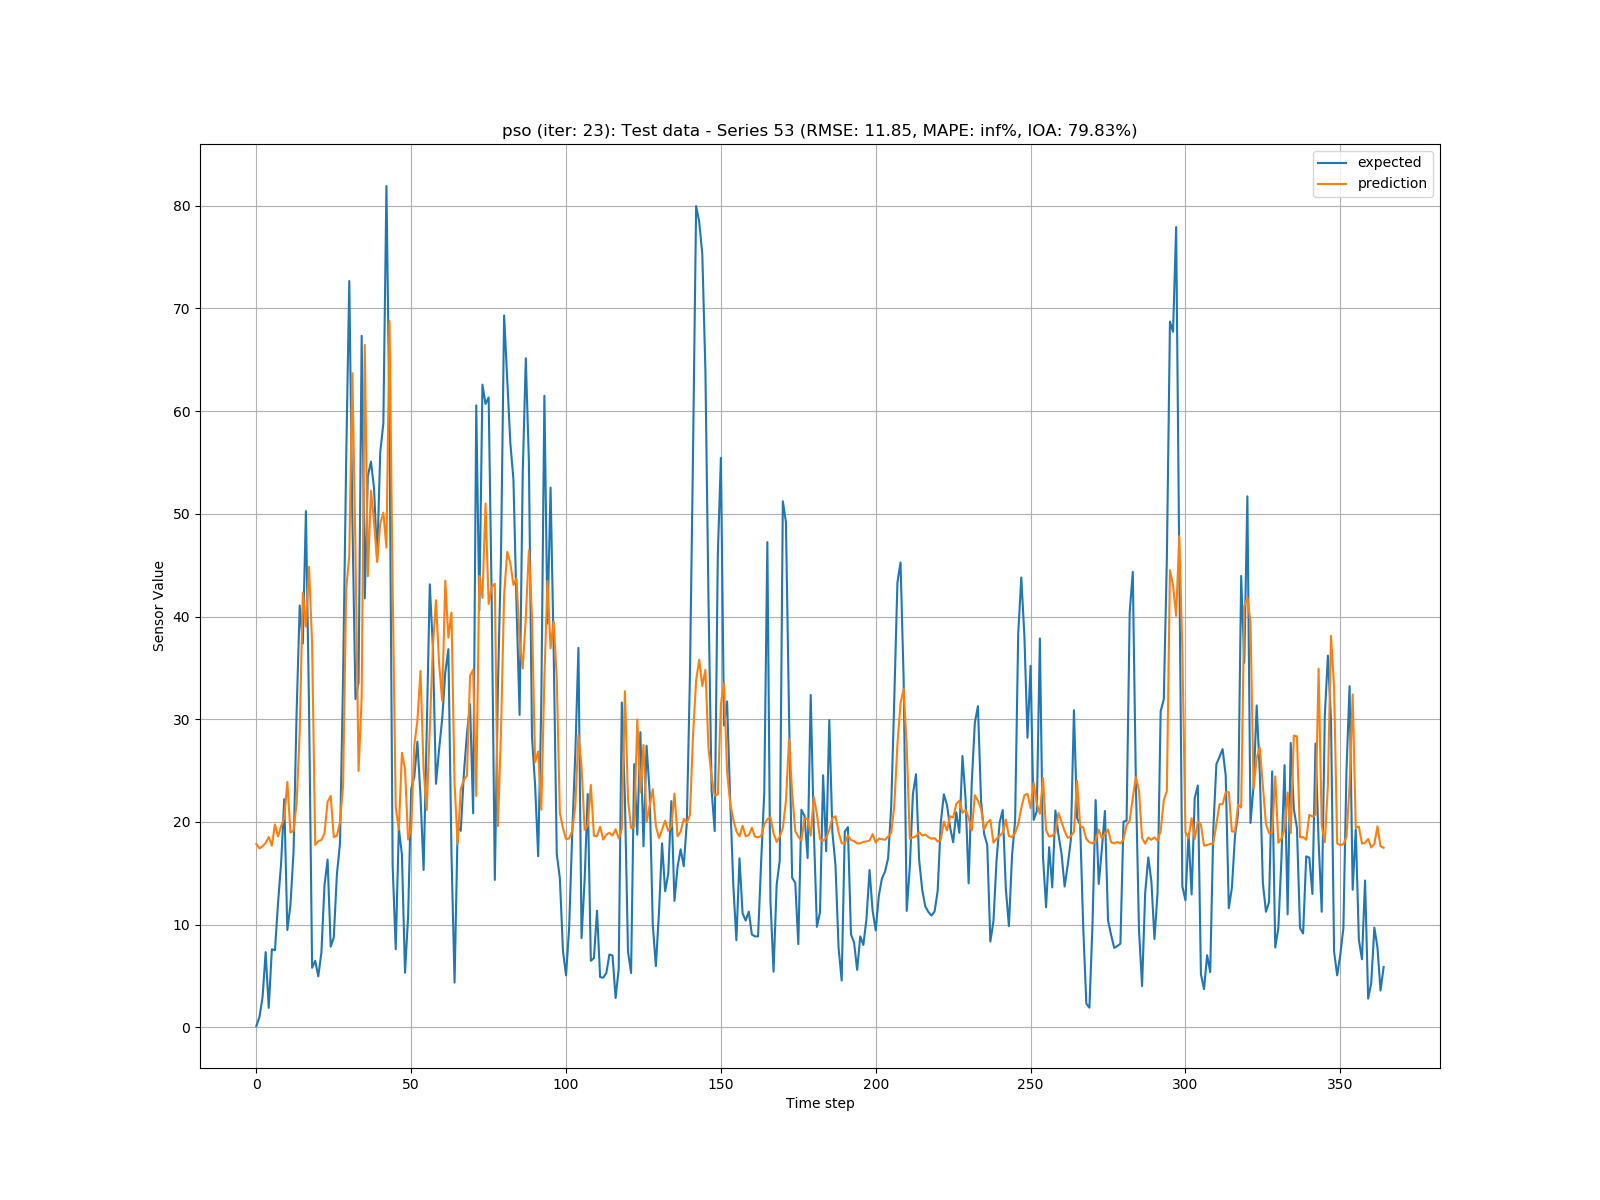 pso (iter: 23): Test data - Series 53 (RMSE: 11.85, MAPE: inf%, IOA: 79.83%)
expected
prediction
Sensor Value
80
70
60
50
40
30
20
10
0
0 50 100 150 200 250 300 350
Time step